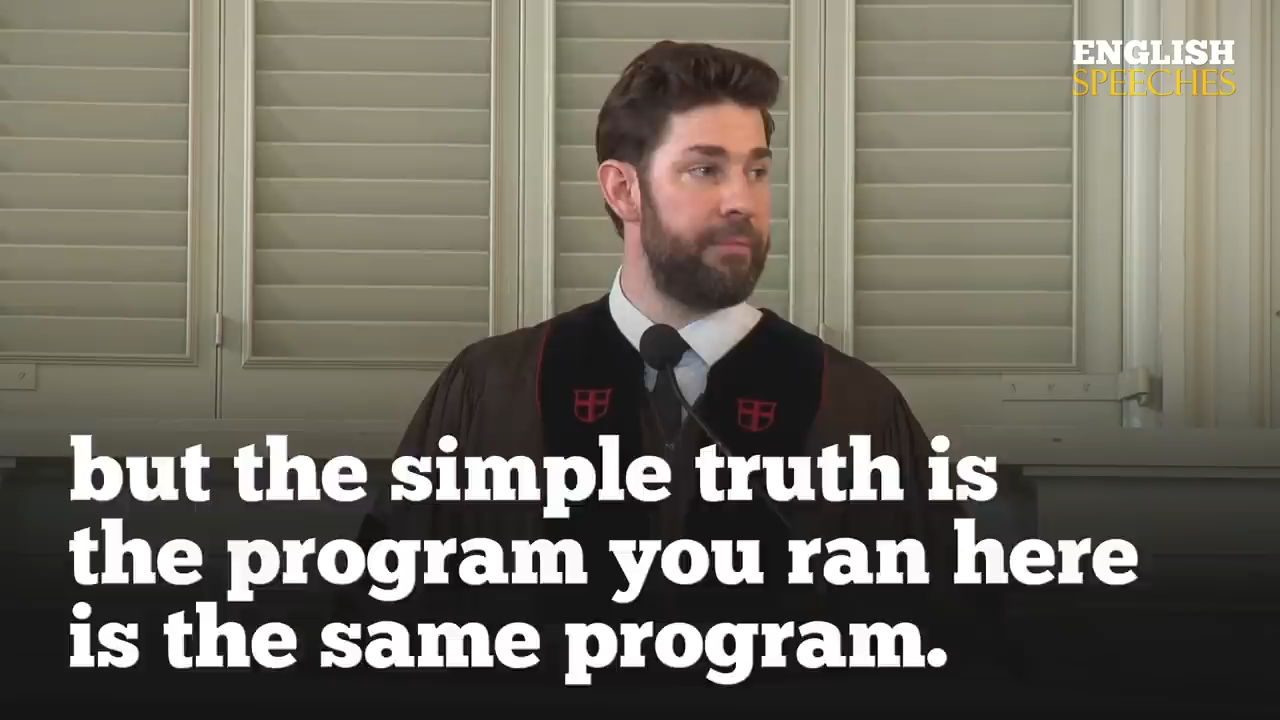 ENGLISH
SPEECHES
but the simple truth is
the program you ran here
is the same program.